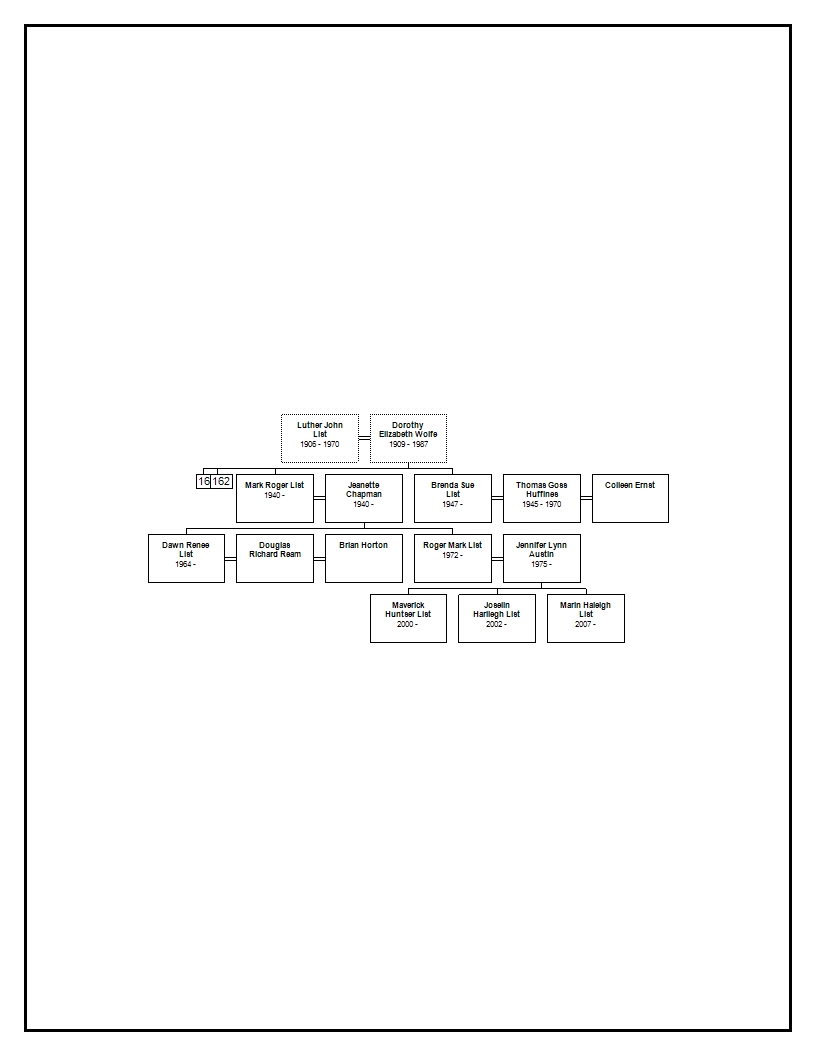 Luther John
List
1906 - 1970
Dorothy
Elizabeth Wolfe
1909 - 1987
16 162
Mark Roger List
1940 -
Jeanette
Chapman
1940 -
Brenda Sue
List
1947 -
Thomas Goss
Huffines
1945 - 1970
Colleen Ernst
Dawn Renee
List
1964 -
Douglas
Richard Ream
Brian Horton
Roger Mark List
1972 -
Jennifer Lynn
Austin
1975 -
Maverick
Huntser List
2000 -
Joselin
Harliegh List
2002 -
Marin Haleigh
List
2007 -